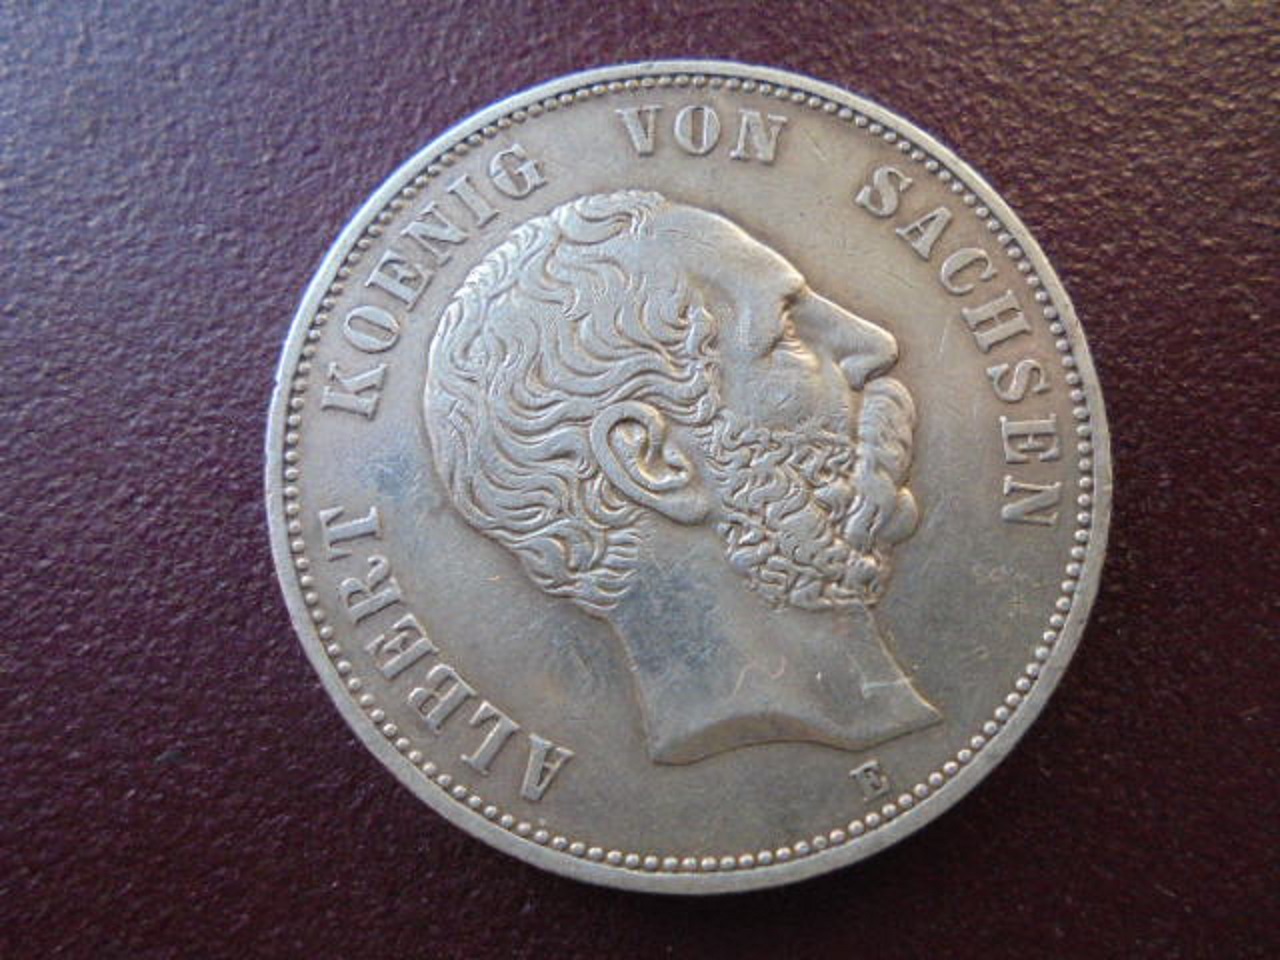 ALBERT KOENIG VON SACHSEN
E